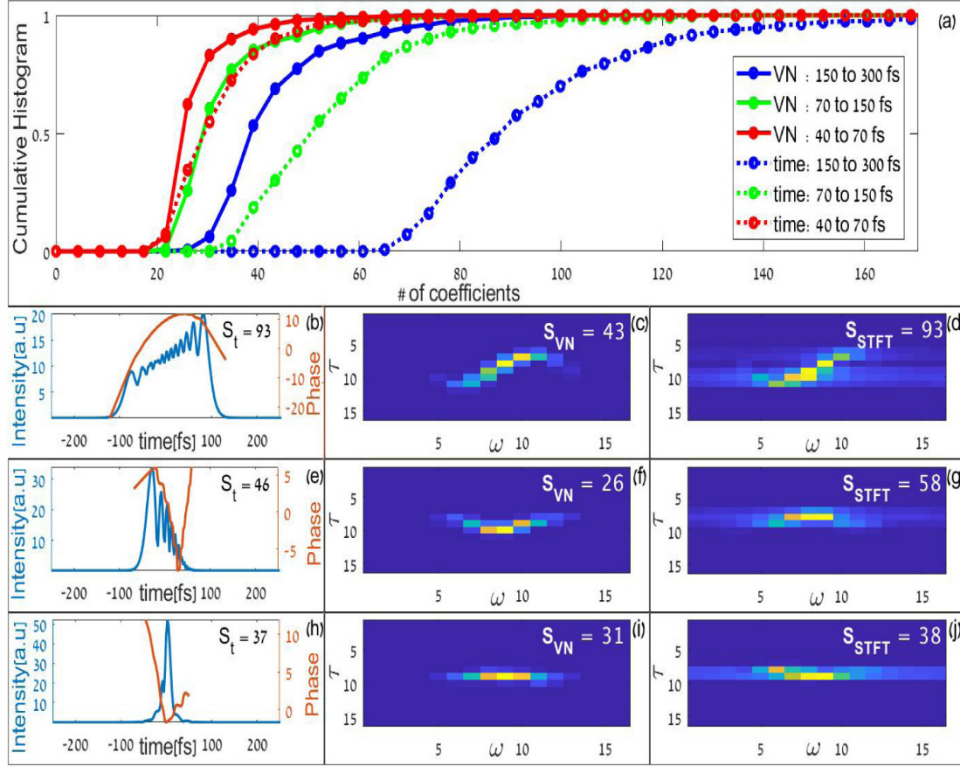 (a)
Cumulative Histogram
1
0.5
0
0 20 40 60 80 100 120 140 160
# of coefficients
VN : 150 to 300 fs
VN : 70 to 150 fs
VN : 40 to 70 fs
time: 150 to 300 fs
time: 70 to 150 fs
time: 40 to 70 fs
(b)
S_t = 93
Intensity[a.u]
20
15
10
5
10
0
-10
-20
Phase
-200 -100 time[fs] 100 200
(c)
S_VN = 43
τ
5
10
15
5 ω 10 15
(d)
S_STFT = 93
τ
5
10
15
5 ω 10 15
(e)
S_t = 46
Intensity[a.u]
30
20
10
5
0
-5
Phase
-200 -100 time[fs] 100 200
(f)
S_VN = 26
τ
5
10
15
5 ω 10 15
(g)
S_STFT = 58
τ
5
10
15
5 ω 10 15
(h)
S_t = 37
Intensity[a.u]
50
40
30
20
10
10
5
0
Phase
-200 -100 time[fs] 100 200
(i)
S_VN = 31
τ
5
10
15
5 ω 10 15
(j)
S_STFT = 38
τ
5
10
15
5 ω 10 15